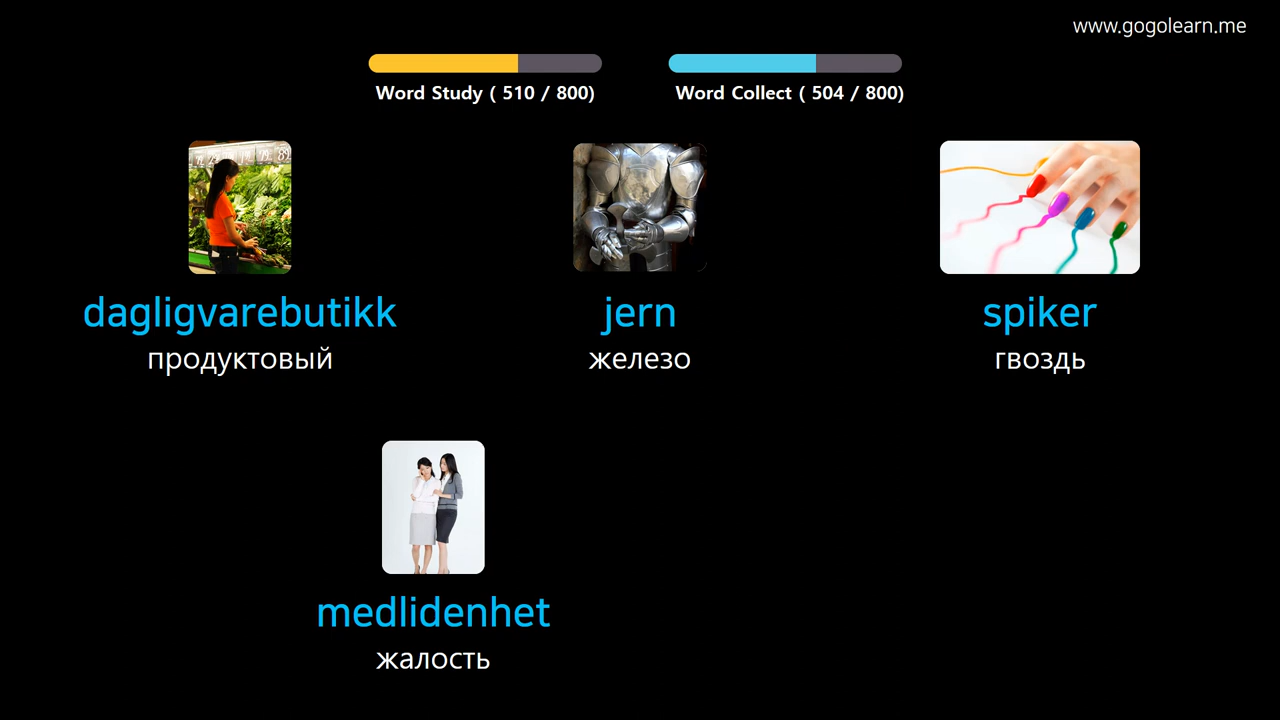 www.gogolearn.me
Word Study ( 510 / 800)
Word Collect ( 504 / 800)
dagligvarebutikk
продуктовый
jern
железо
spiker
гвоздь
medlidenhet
жалость